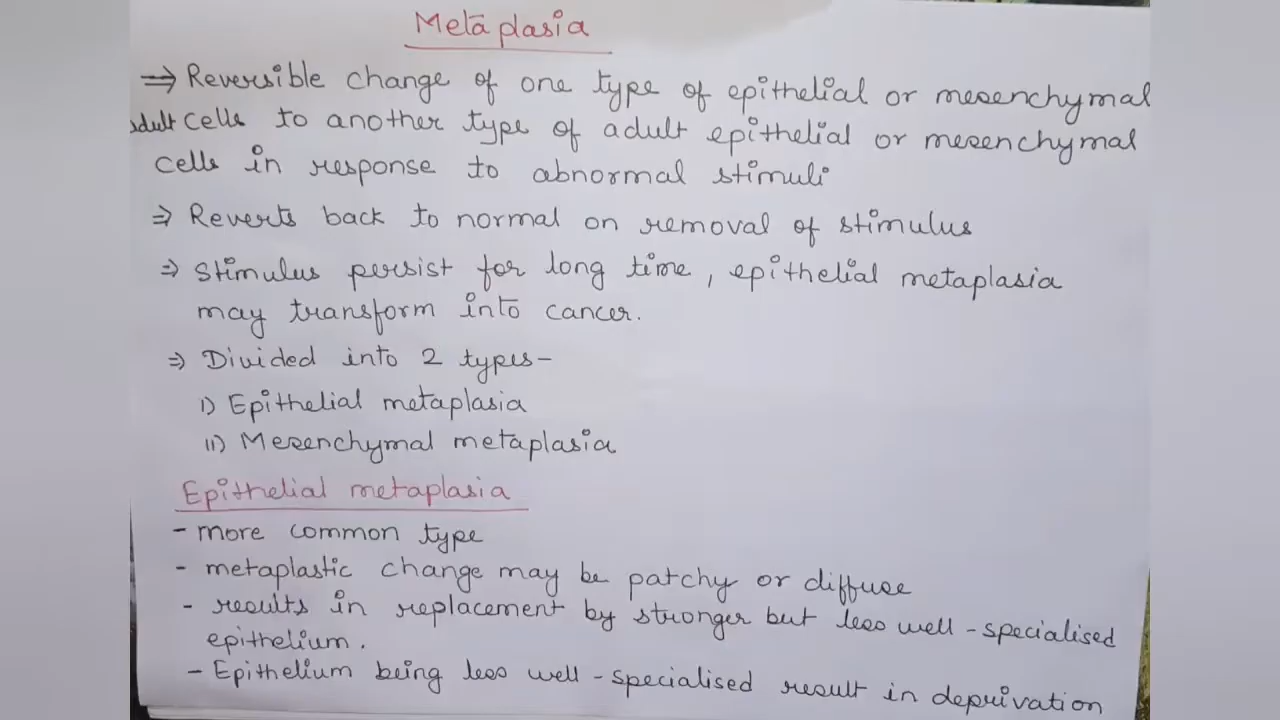 Metaplasia
⇒ Reversible change of one type of epithelial or mesenchymal
adult cells to another type of adult epithelial or mesenchymal
cells in response to abnormal stimuli
⇒ Reverts back to normal on removal of stimulus
⇒ Stimulus persist for long time, epithelial metaplasia
may transform into cancer.
⇒ Divided into 2 types-
i) Epithelial metaplasia
ii) Mesenchymal metaplasia
Epithelial metaplasia
- more common type
- metaplastic change may be patchy or diffuse
- results in replacement by stronger but less well-specialised
epithelium.
- Epithelium being less well-specialised result in deprivation